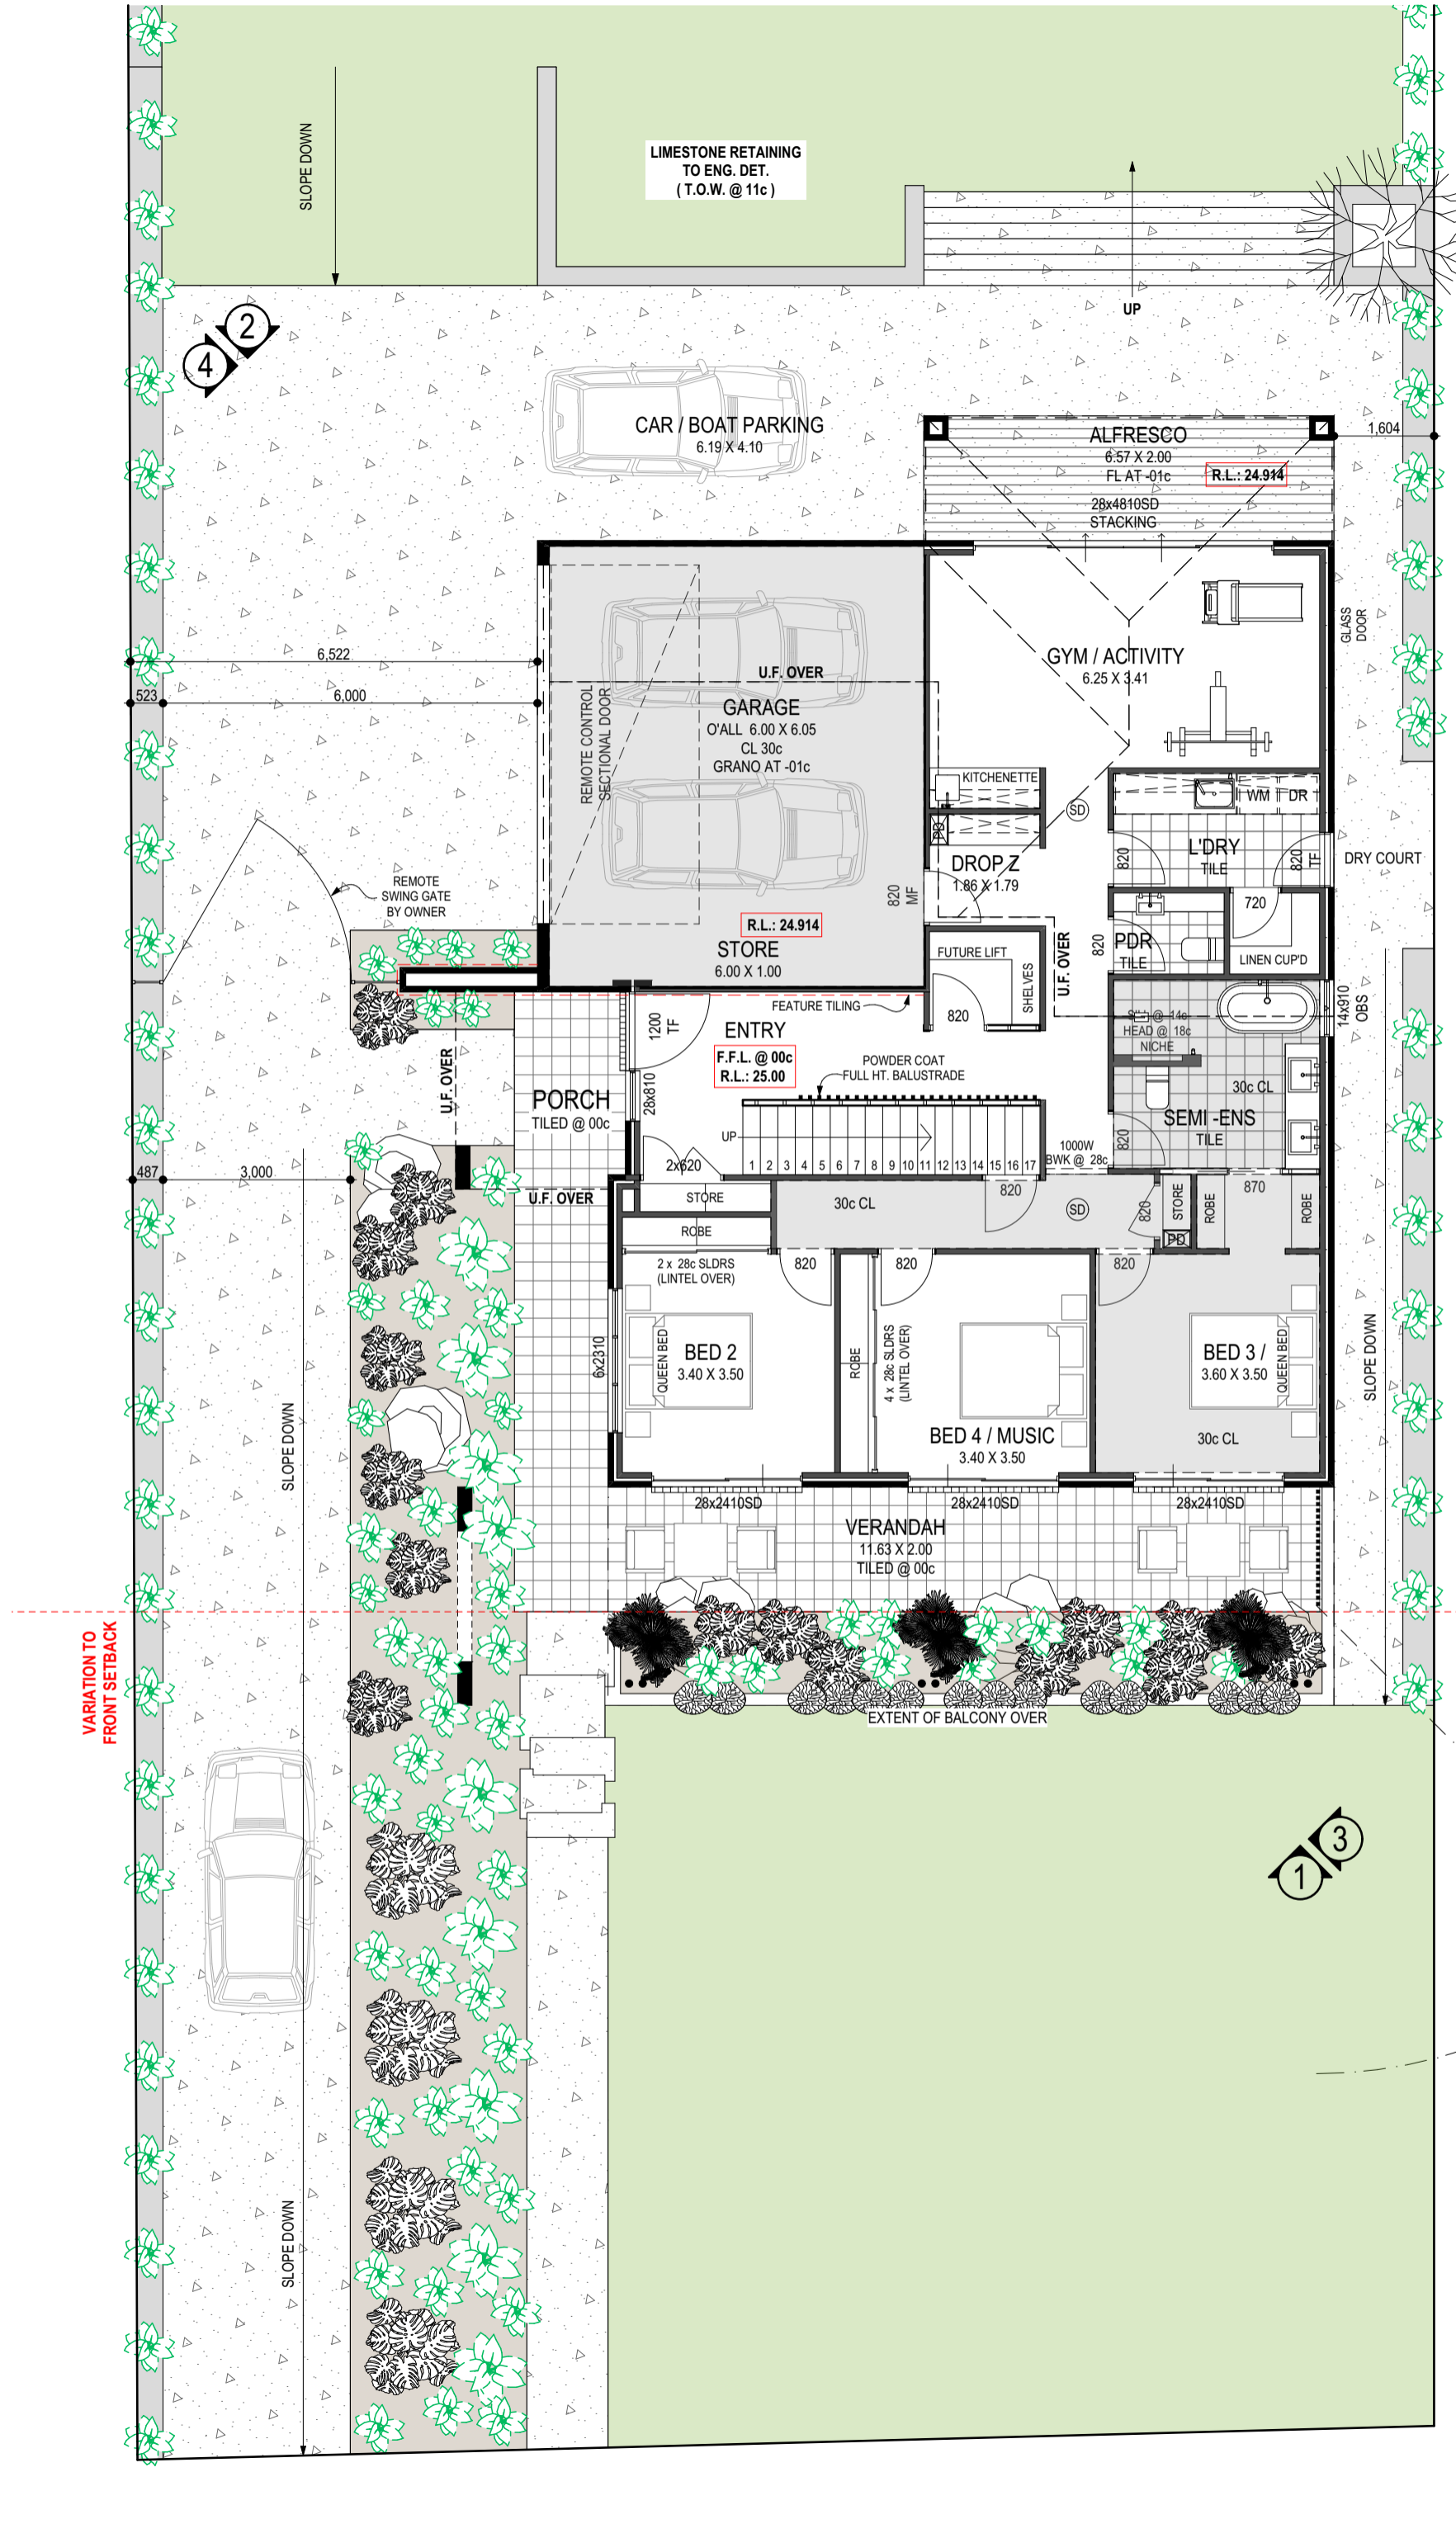 SLOPE DOWN
LIMESTONE RETAINING
TO ENG. DET.
( T.O.W. @ 11c )
UP
2
4
CAR / BOAT PARKING
6.19 X 4.10
ALFRESCO
6.57 X 2.00
FL AT -01c
R.L.: 24.914
28x4810SD
STACKING
1,604
6,522
523
6,000
REMOTE CONTROL
SECTIONAL DOOR
U.F. OVER
GARAGE
O'ALL 6.00 X 6.05
CL 30c
GRANO AT -01c
GYM / ACTIVITY
6.25 X 3.41
GLASS
DOOR
KITCHENETTE
SD
WM
DR
PD
DROP Z
1.86 X 1.79
820
MF
820
L'DRY
TILE
820
TF
DRY COURT
REMOTE
SWING GATE
BY OWNER
R.L.: 24.914
STORE
6.00 X 1.00
FUTURE LIFT
SHELVES
820
U.F. OVER
820
PDR
TILE
720
LINEN CUP'D
FEATURE TILING
1200
TF
ENTRY
F.F.L. @ 00c
R.L.: 25.00
POWDER COAT
FULL HT. BALUSTRADE
HEAD @ 18c
NICHE
14x910
OBS
30c CL
U.F. OVER
PORCH
TILED @ 00c
28x810
SEMI -ENS
TILE
820
UP
1 2 3 4 5 6 7 8 9 10 11 12 13 14 15 16 17
1000W
BWK @ 28c
487
3,000
2x620
U.F. OVER
STORE
30c CL
820
SD
820
STORE
PD
ROBE
870
ROBE
ROBE
2 x 28c SLDRS
(LINTEL OVER)
820
820
820
6x2310
QUEEN BED
BED 2
3.40 X 3.50
ROBE
4 x 28c SLDRS
(LINTEL OVER)
BED 4 / MUSIC
3.40 X 3.50
BED 3 /
3.60 X 3.50
QUEEN BED
30c CL
SLOPE DOWN
SLOPE DOWN
28x2410SD
28x2410SD
28x2410SD
VERANDAH
11.63 X 2.00
TILED @ 00c
VARIATION TO
FRONT SETBACK
EXTENT OF BALCONY OVER
3
1
SLOPE DOWN